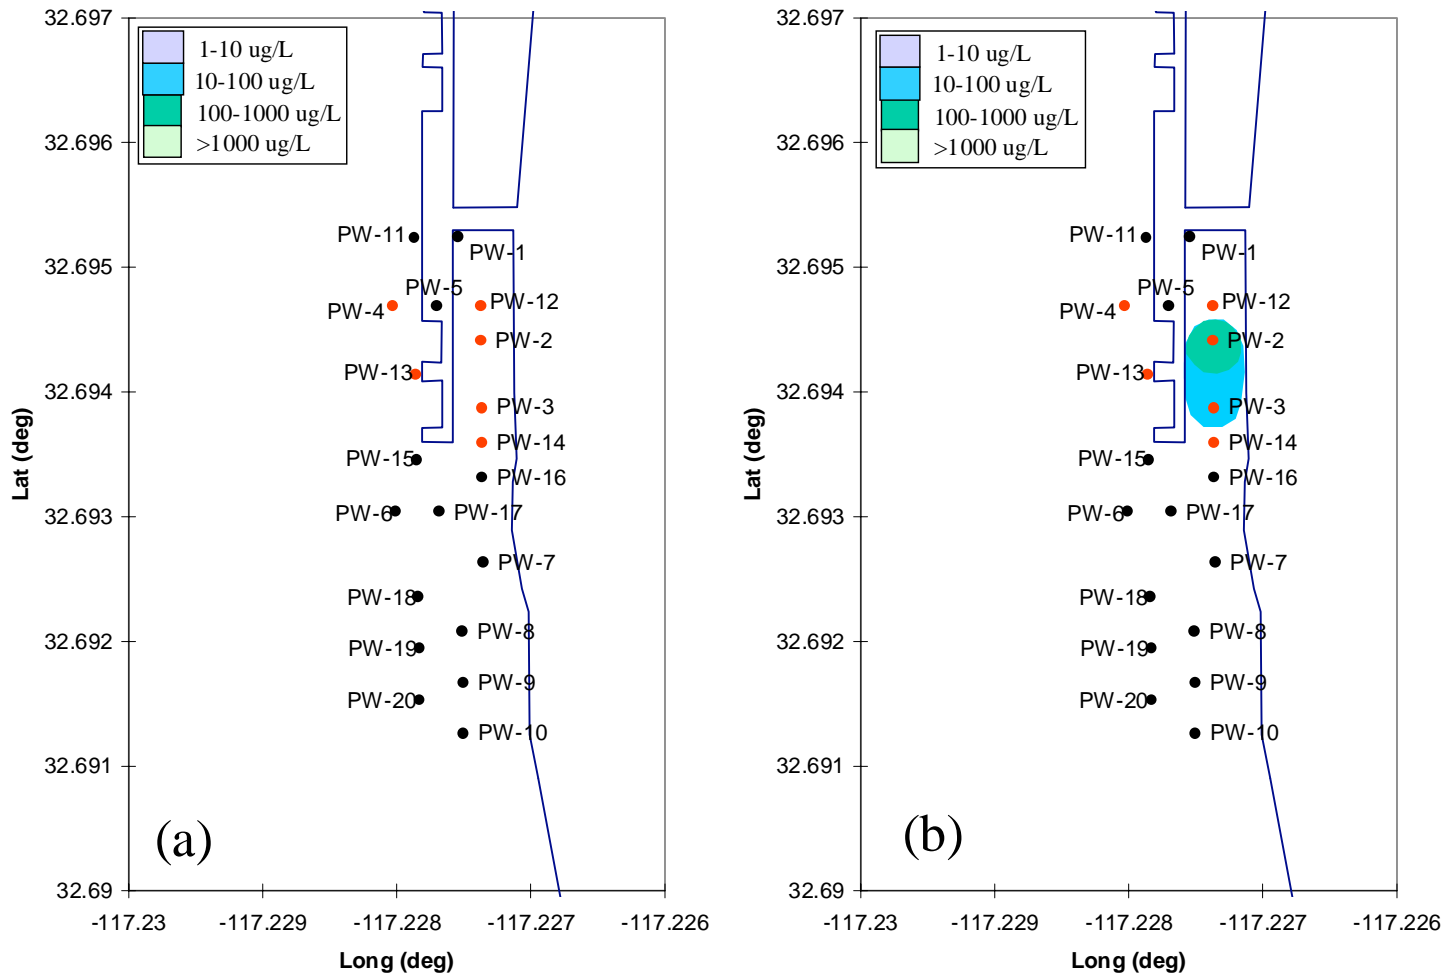 32.697
1-10 ug/L
10-100 ug/L
100-1000 ug/L
>1000 ug/L
32.696
PW-11
PW-1
32.695
PW-5
PW-4
PW-12
PW-2
PW-13
32.694
PW-3
PW-14
PW-15
PW-16
PW-6
PW-17
32.693
PW-7
PW-18
PW-8
32.692
PW-19
PW-9
PW-20
PW-10
32.691
(a)
32.69
-117.23
-117.229
-117.228
-117.227
-117.226
Lat (deg)
Long (deg)
32.697
1-10 ug/L
10-100 ug/L
100-1000 ug/L
>1000 ug/L
32.696
PW-11
PW-1
32.695
PW-5
PW-4
PW-12
PW-2
PW-13
32.694
PW-3
PW-14
PW-15
PW-16
PW-6
PW-17
32.693
PW-7
PW-18
PW-8
32.692
PW-19
PW-9
PW-20
PW-10
32.691
(b)
32.69
-117.23
-117.229
-117.228
-117.227
-117.226
Lat (deg)
Long (deg)